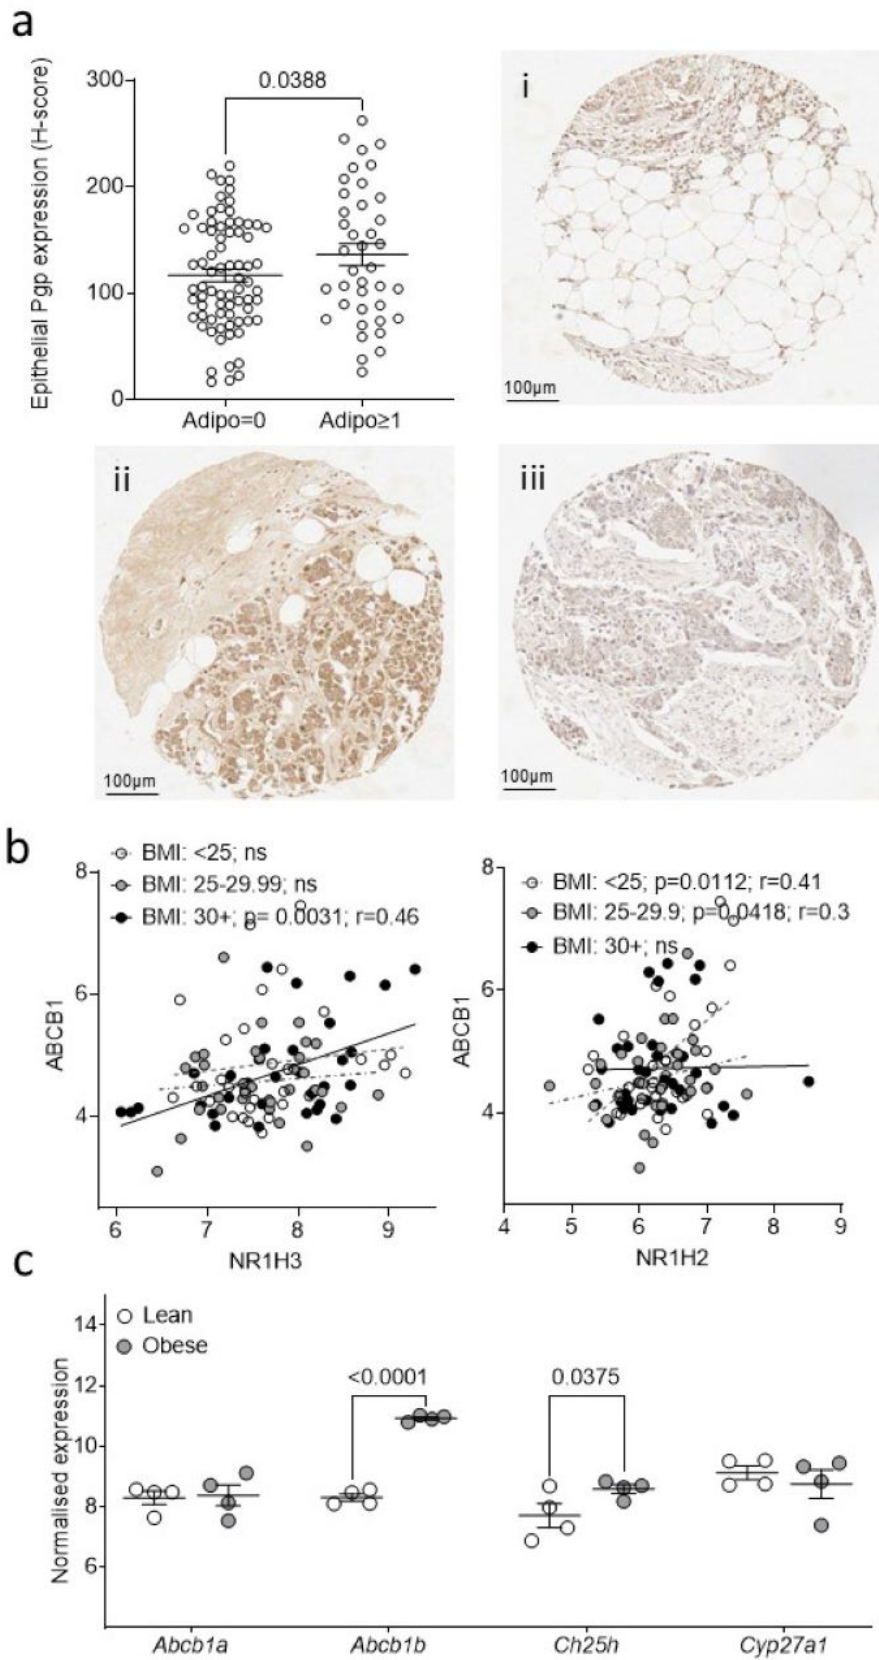 a
Epithelial Pgp expression (H-score)
300
200
100
0
0.0388
Adipo=0
Adipo≥1
i
100µm
ii
100µm
iii
100µm
b
BMI: <25; ns
BMI: 25-29.99; ns
BMI: 30+; p= 0.0031; r=0.46
ABCB1
8
6
4
6
7
8
9
NR1H3
BMI: <25; p=0.0112; r=0.41
BMI: 25-29.9; p=0.0418; r=0.3
BMI: 30+; ns
ABCB1
8
6
4
4
5
6
7
8
9
NR1H2
c
Lean
Obese
Normalised expression
14
12
10
8
6
<0.0001
0.0375
Abcb1a
Abcb1b
Ch25h
Cyp27a1